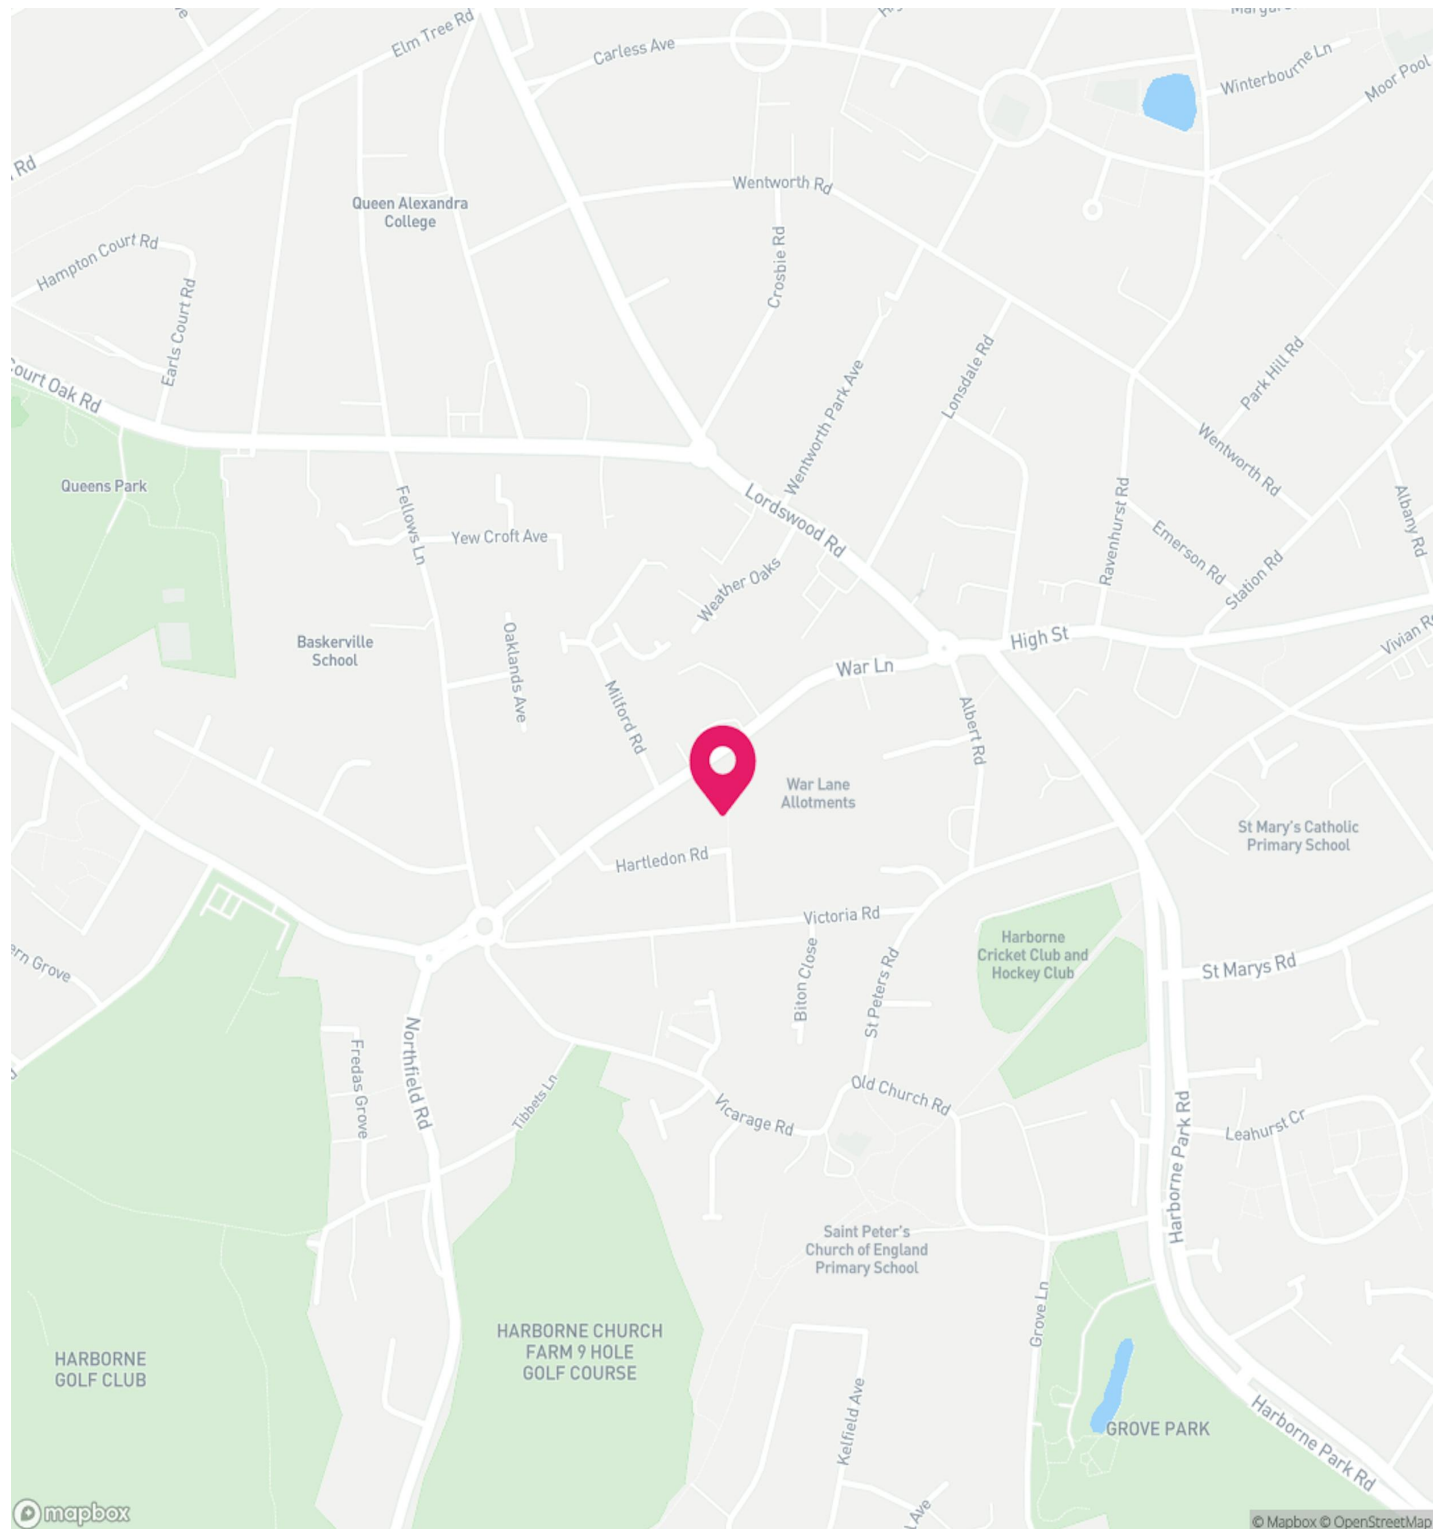 Elm Tree Rd
Carless Ave
Winterbourne Ln
Moor Pool
Rd
Wentworth Rd
Queen Alexandra
College
Hampton Court Rd
Crosbie Rd
Earls Court Rd
Court Oak Rd
Lonsdale Rd
Park Hill Rd
Wentworth Park Ave
Wentworth Rd
Queens Park
Fellows Ln
Lordswood Rd
Ravenhurst Rd
Albany Rd
Yew Croft Ave
Emerson Rd
Station Rd
Weather Oaks
Baskerville
School
Oaklands Ave
High St
Vivian Rd
War Ln
Milford Rd
Albert Rd
War Lane
Allotments
St Mary's Catholic
Primary School
Hartledon Rd
Victoria Rd
Harborne
Cricket Club and
Hockey Club
ern Grove
Biton Close
St Peters Rd
St Marys Rd
Northfield Rd
Fredas Grove
Tibbets Ln
Vicarage Rd
Old Church Rd
Leahurst Cr
Harborne Park Rd
Saint Peter's
Church of England
Primary School
Grove Ln
HARBORNE CHURCH
FARM 9 HOLE
GOLF COURSE
HARBORNE
GOLF CLUB
Kelfield Ave
GROVE PARK
Harborne Park Rd
Ave
mapbox
© Mapbox © OpenStreetMap